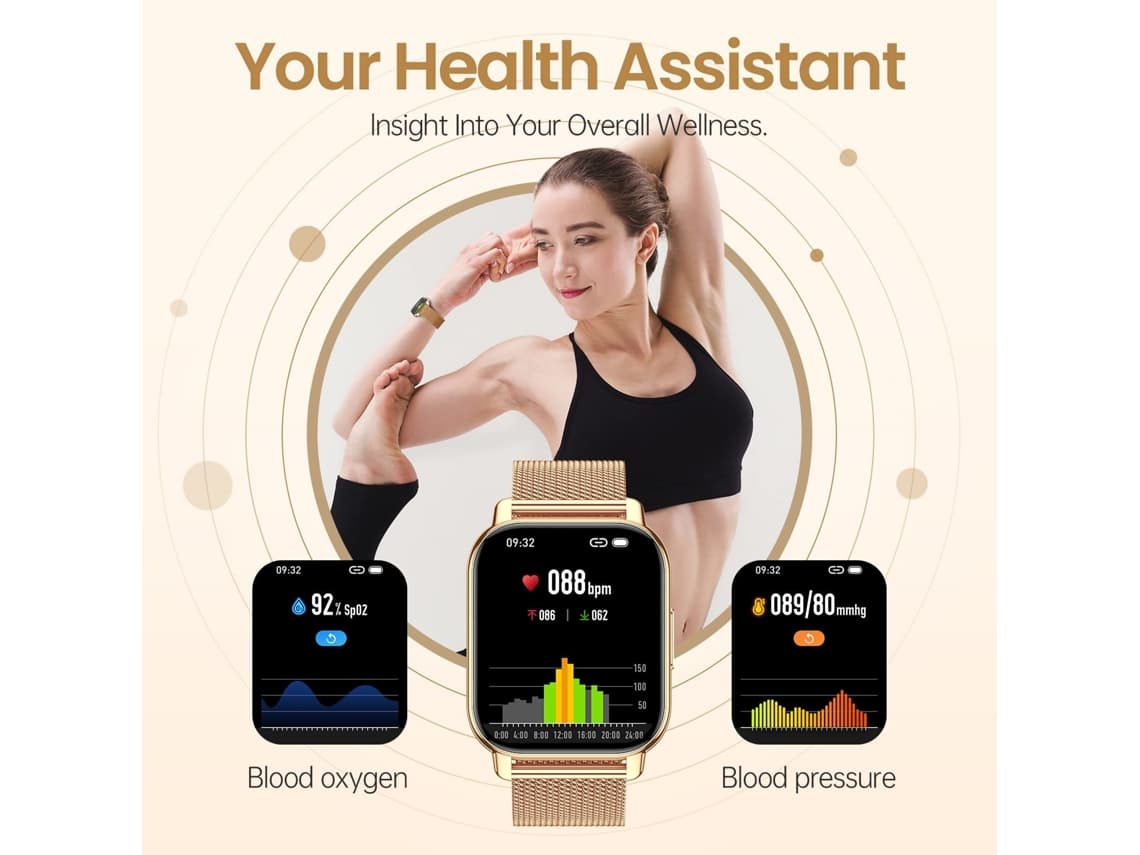 Your Health Assistant
Insight Into Your Overall Wellness.
09:32
92% SpO2
09:32
088bpm
086 | 062
150
100
50
0:00 4:00 8:00 12:00 16:00 20:00 24:00
09:32
089/80mmhg
Blood oxygen
Blood pressure